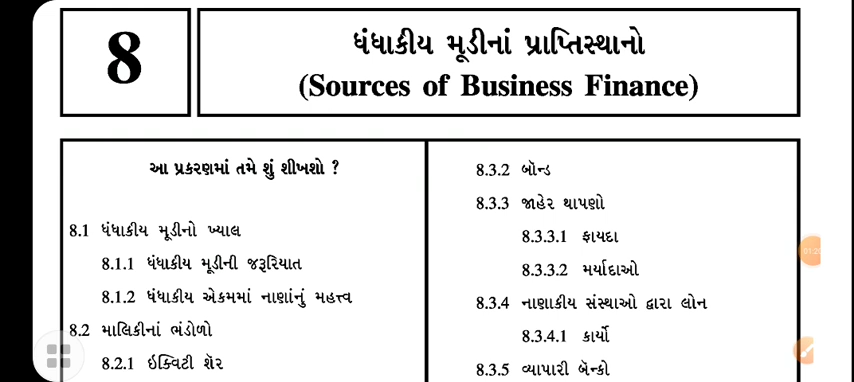 8
ધંધાકીય મૂડીનાં પ્રાપ્તિસ્થાનો
(Sources of Business Finance)
આ પ્રકરણમાં તમે શું શીખશો ?
8.1 ધંધાકીય મૂડીનો ખ્યાલ
8.1.1 ધંધાકીય મૂડીની જરૂરિયાત
8.1.2 ધંધાકીય એકમમાં નાણાંનું મહત્ત્વ
8.2 માલિકીનાં ભંડોળો
8.2.1 ઇક્વિટી શૅર
8.3.2 બૉન્ડ
8.3.3 જાહેર થાપણો
8.3.3.1 ફાયદા
8.3.3.2 મર્યાદાઓ
8.3.4 નાણાકીય સંસ્થાઓ દ્વારા લોન
8.3.4.1 કાર્યો
8.3.5 વ્યાપારી બૅન્કો